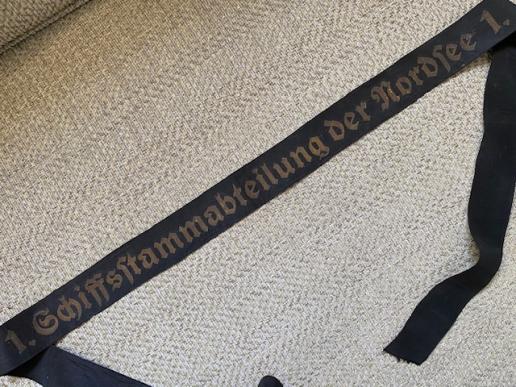 1. Schiffsstammabteilung der Nordsee 1.